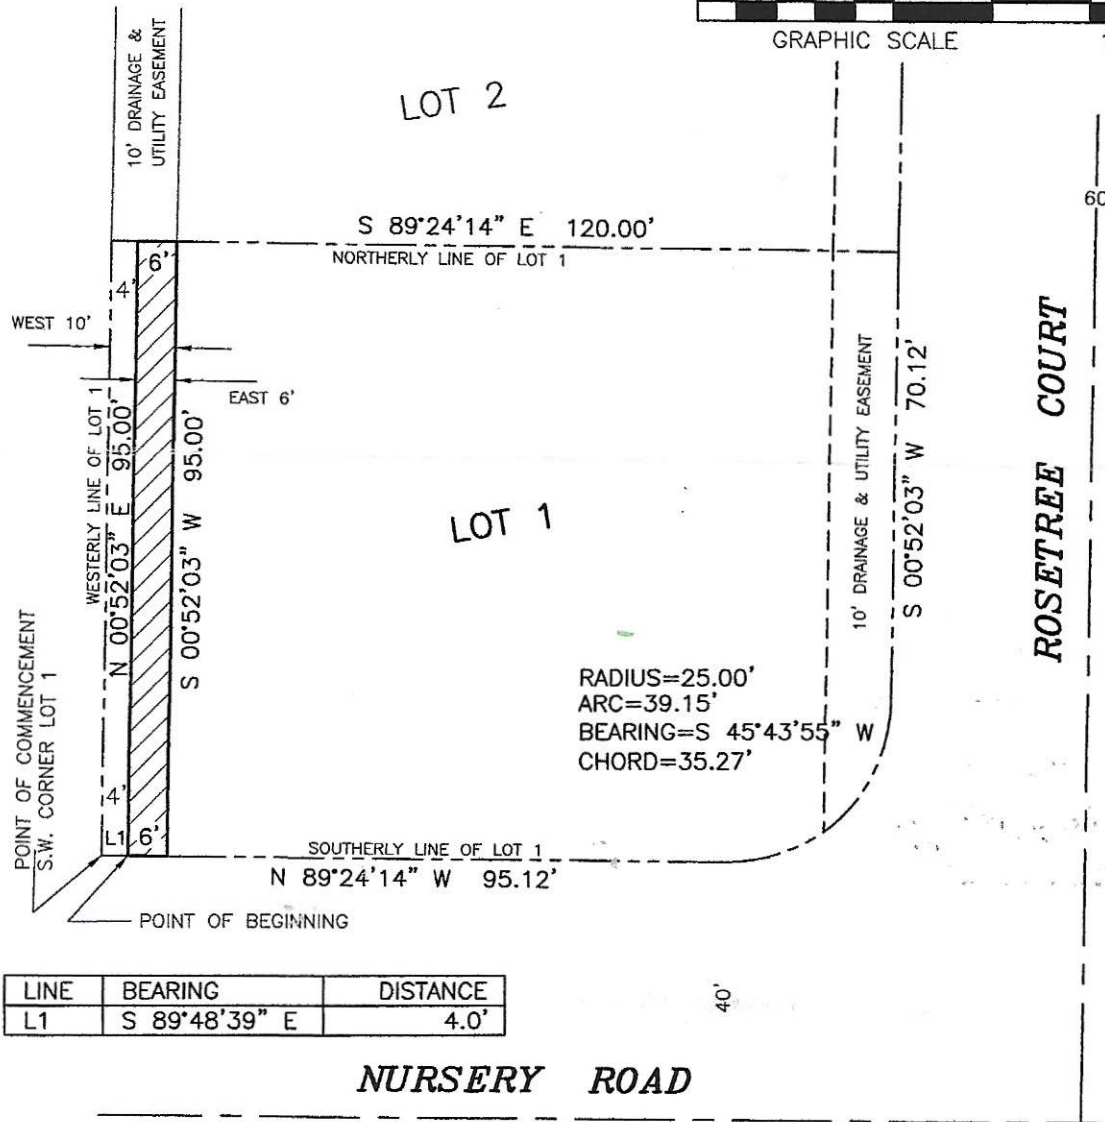 GRAPHIC SCALE
10' DRAINAGE &
UTILITY EASEMENT
LOT 2
60
S 89°24'14" E 120.00'
NORTHERLY LINE OF LOT 1
6'
4'
WEST 10'
EAST 6'
WESTERLY LINE OF LOT 1
N 00°52'03" E 95.00'
S 00°52'03" W 95.00'
LOT 1
10' DRAINAGE & UTILITY EASEMENT
S 00°52'03" W 70.12'
ROSETREE COURT
RADIUS=25.00'
ARC=39.15'
BEARING=S 45°43'55" W
CHORD=35.27'
POINT OF COMMENCEMENT
S.W. CORNER LOT 1
4'
L1 6'
SOUTHERLY LINE OF LOT 1
N 89°24'14" W 95.12'
POINT OF BEGINNING
LINE BEARING DISTANCE
L1 S 89°48'39" E 4.0'
40'
NURSERY ROAD